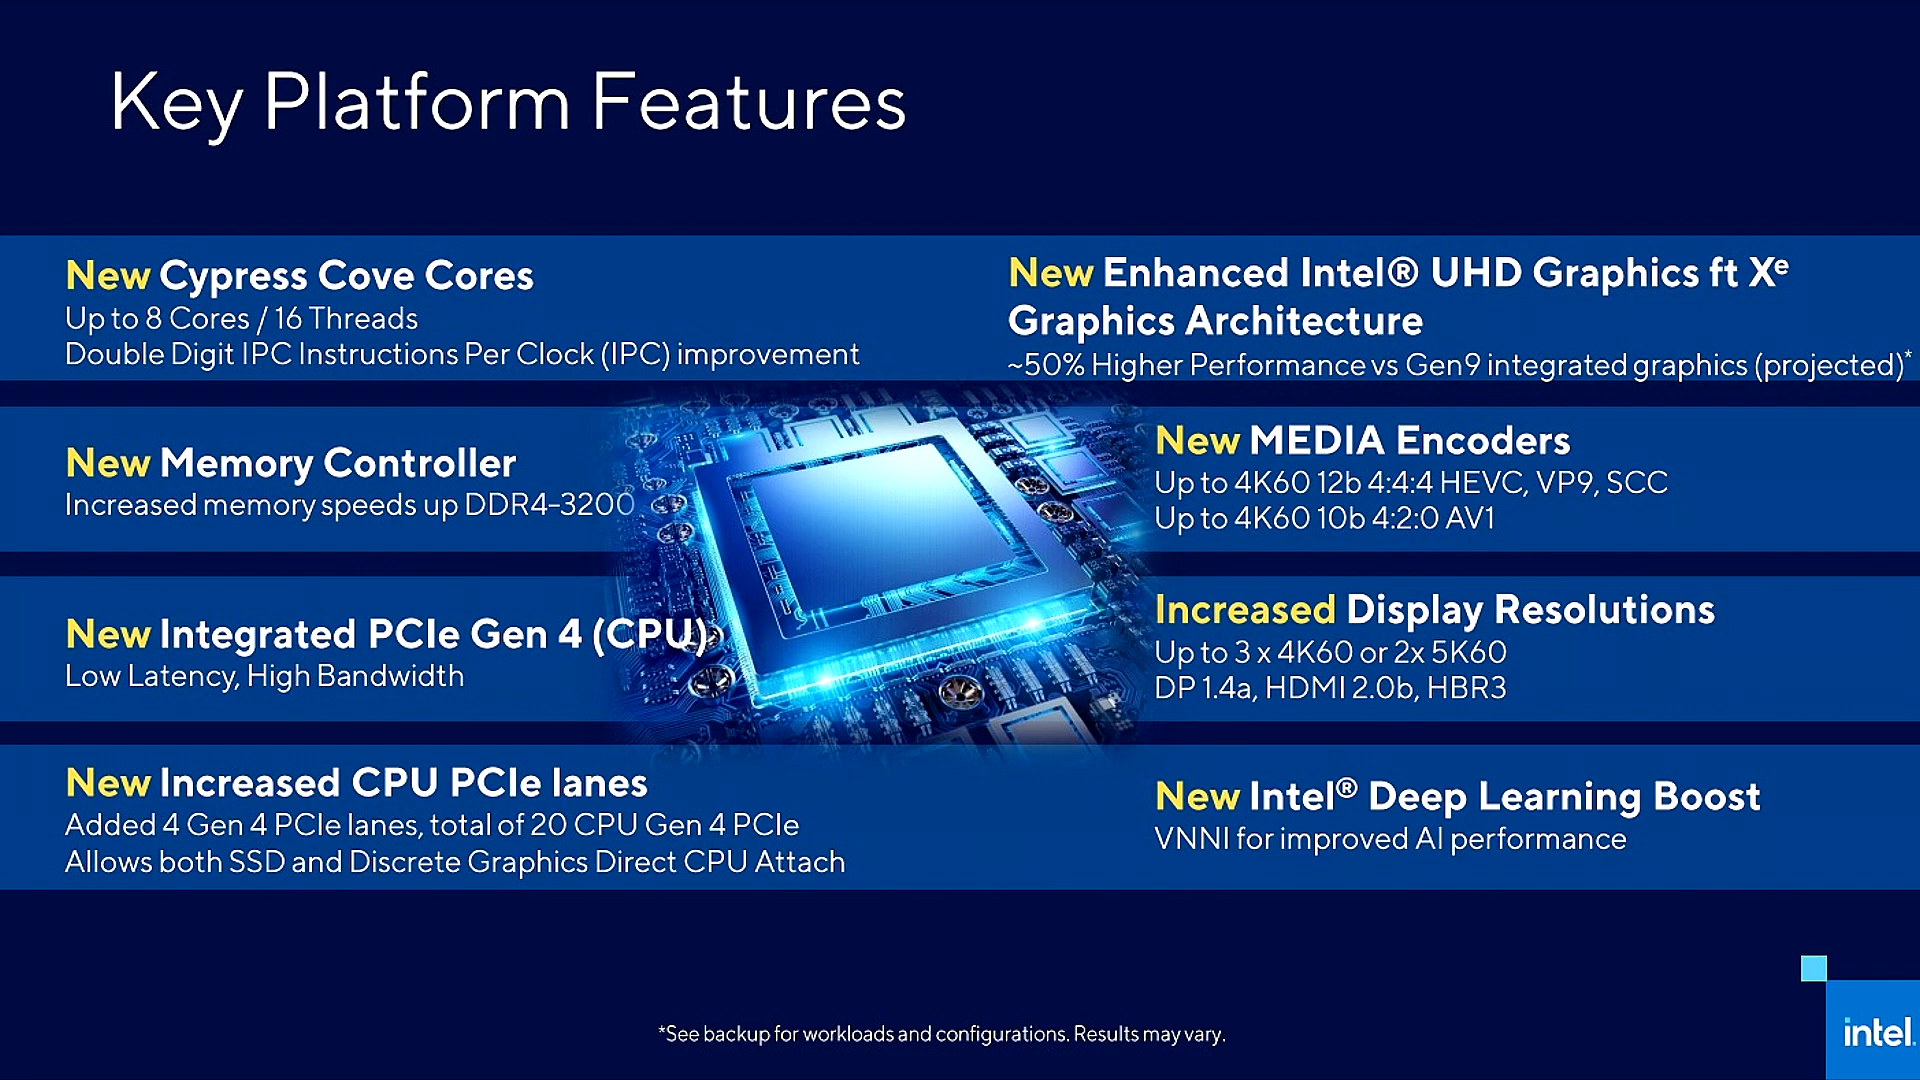 Key Platform Features
New Cypress Cove Cores
Up to 8 Cores / 16 Threads
Double Digit IPC Instructions Per Clock (IPC) improvement
New Memory Controller
Increased memory speeds up DDR4-3200
New Integrated PCIe Gen 4 (CPU)
Low Latency, High Bandwidth
New Increased CPU PCIe lanes
Added 4 Gen 4 PCIe lanes, total of 20 CPU Gen 4 PCIe
Allows both SSD and Discrete Graphics Direct CPU Attach
New Enhanced Intel® UHD Graphics ft Xᵉ
Graphics Architecture
~50% Higher Performance vs Gen9 integrated graphics (projected)*
New MEDIA Encoders
Up to 4K60 12b 4:4:4 HEVC, VP9, SCC
Up to 4K60 10b 4:2:0 AV1
Increased Display Resolutions
Up to 3 x 4K60 or 2x 5K60
DP 1.4a, HDMI 2.0b, HBR3
New Intel® Deep Learning Boost
VNNI for improved AI performance
*See backup for workloads and configurations. Results may vary.
intel.